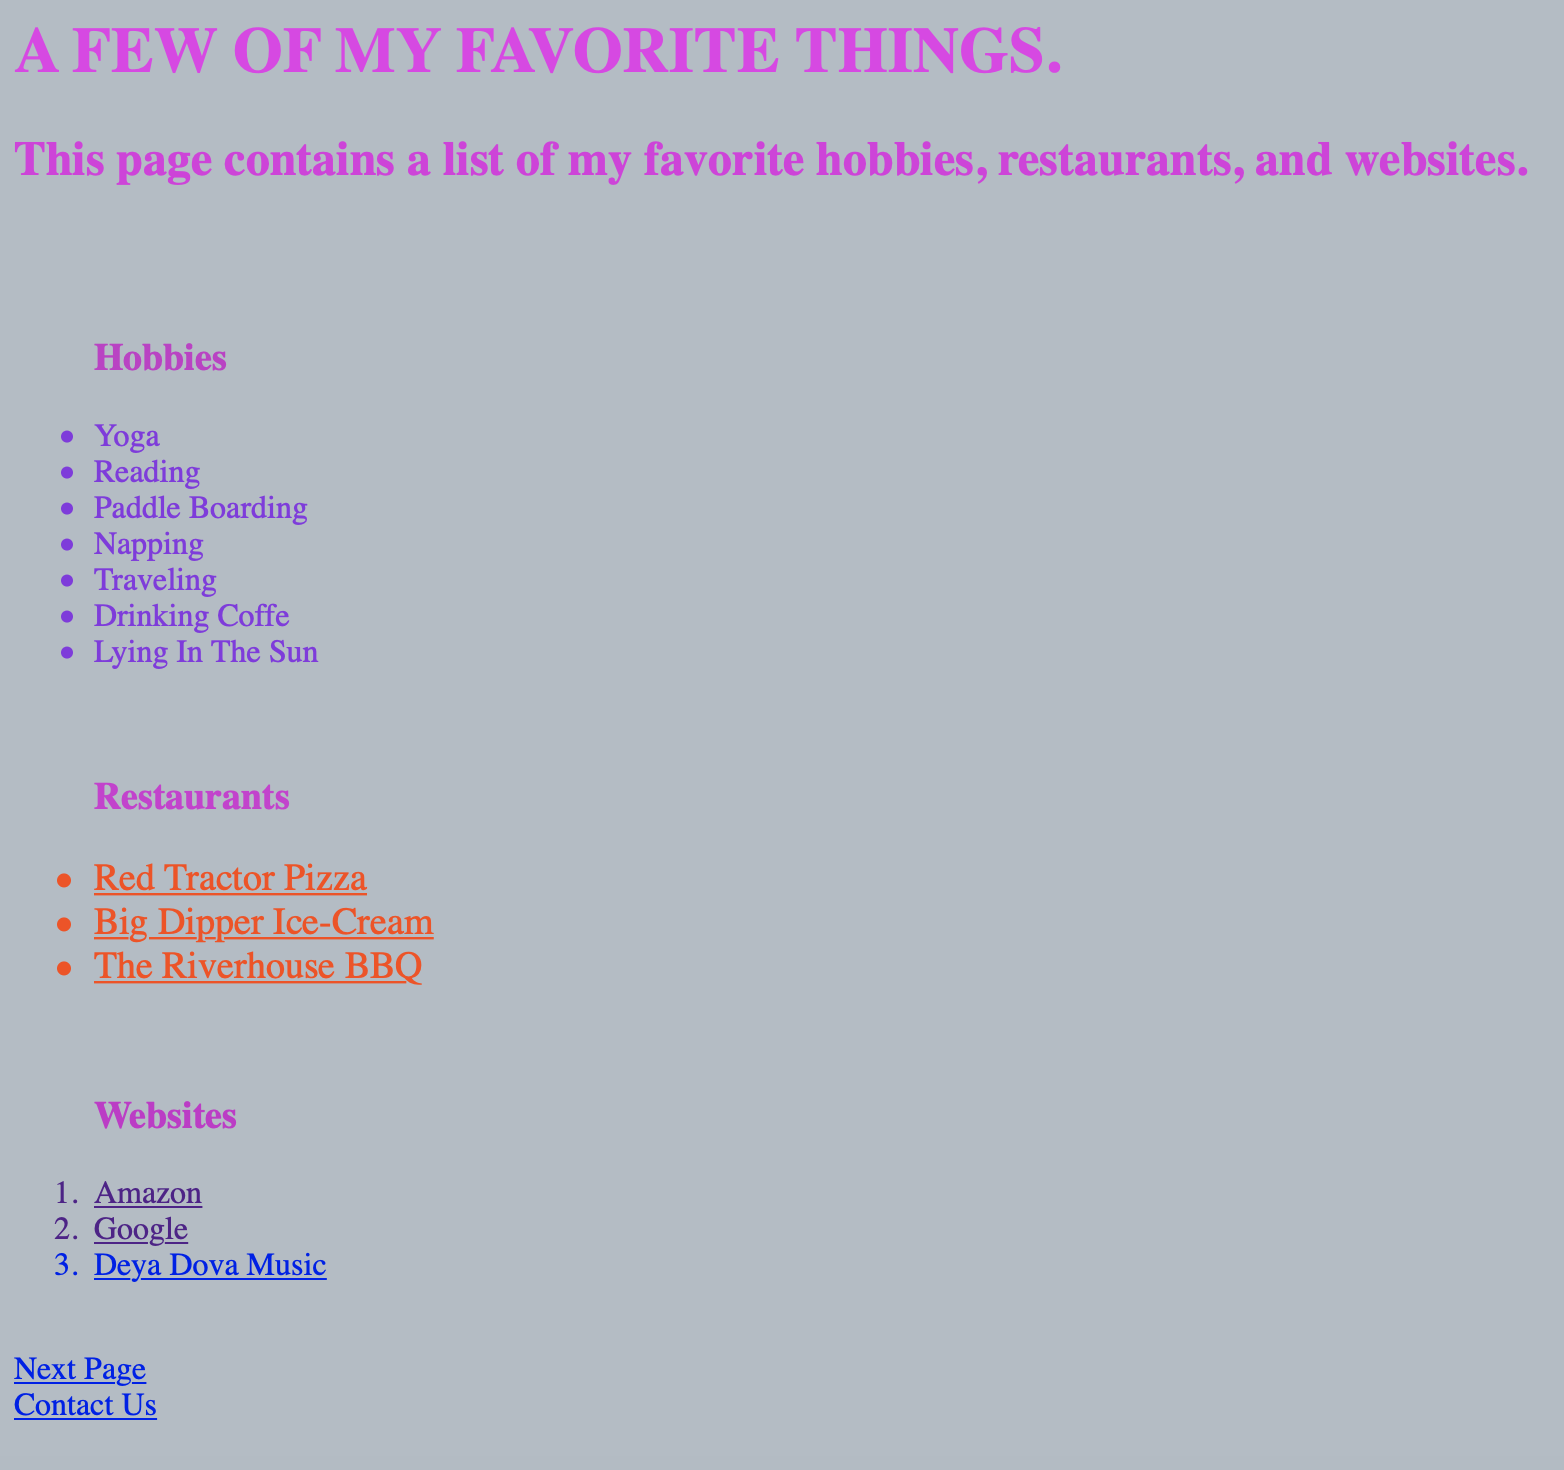 A FEW OF MY FAVORITE THINGS.
This page contains a list of my favorite hobbies, restaurants, and websites.
Hobbies
• Yoga
• Reading
• Paddle Boarding
• Napping
• Traveling
• Drinking Coffe
• Lying In The Sun
Restaurants
• Red Tractor Pizza
• Big Dipper Ice-Cream
• The Riverhouse BBQ
Websites
1. Amazon
2. Google
3. Deya Dova Music
Next Page
Contact Us